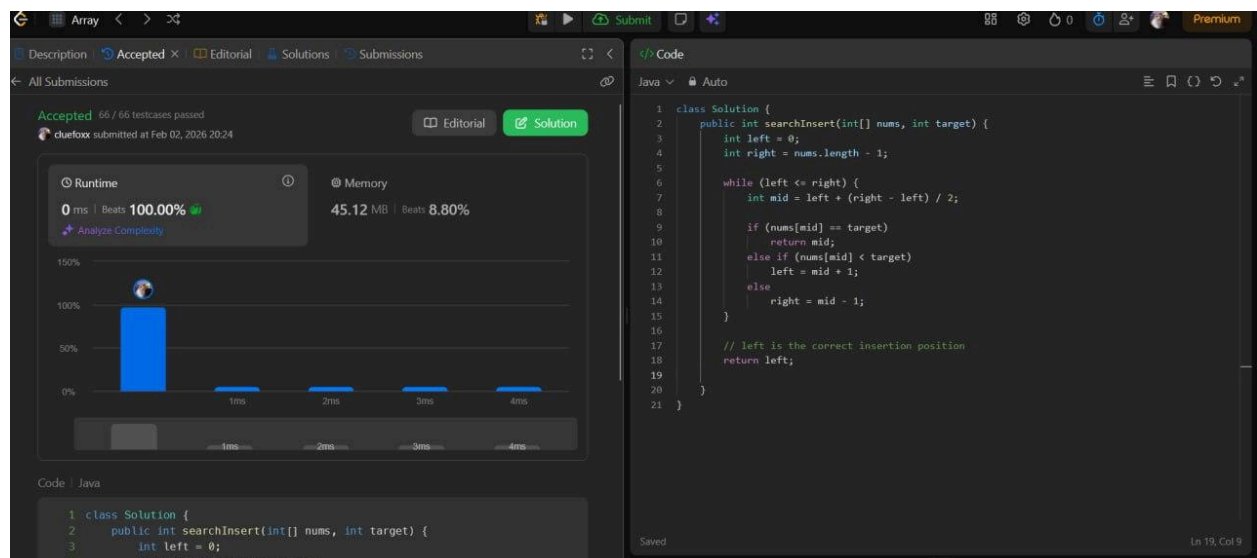 Array
Submit
0
Premium
Description
Accepted
Editorial
Solutions
Submissions
All Submissions
Accepted 66 / 66 testcases passed
cluefoxx submitted at Feb 02, 2026 20:24
Editorial
Solution
Runtime
0 ms | Beats 100.00%
Analyze Complexity
Memory
45.12 MB | Beats 8.80%
150%
100%
50%
0%
1ms 2ms 3ms 4ms
1ms 2ms 3ms 4ms
Code | Java
1 class Solution {
2 public int searchInsert(int[] nums, int target) {
3 int left = 0;
</> Code
Java Auto
1 class Solution {
2 public int searchInsert(int[] nums, int target) {
3 int left = 0;
4 int right = nums.length - 1;
5
6 while (left <= right) {
7 int mid = left + (right - left) / 2;
8
9 if (nums[mid] == target)
10 return mid;
11 else if (nums[mid] < target)
12 left = mid + 1;
13 else
14 right = mid - 1;
15 }
16
17 // left is the correct insertion position
18 return left;
19
20 }
21 }
Saved
Ln 19, Col 9